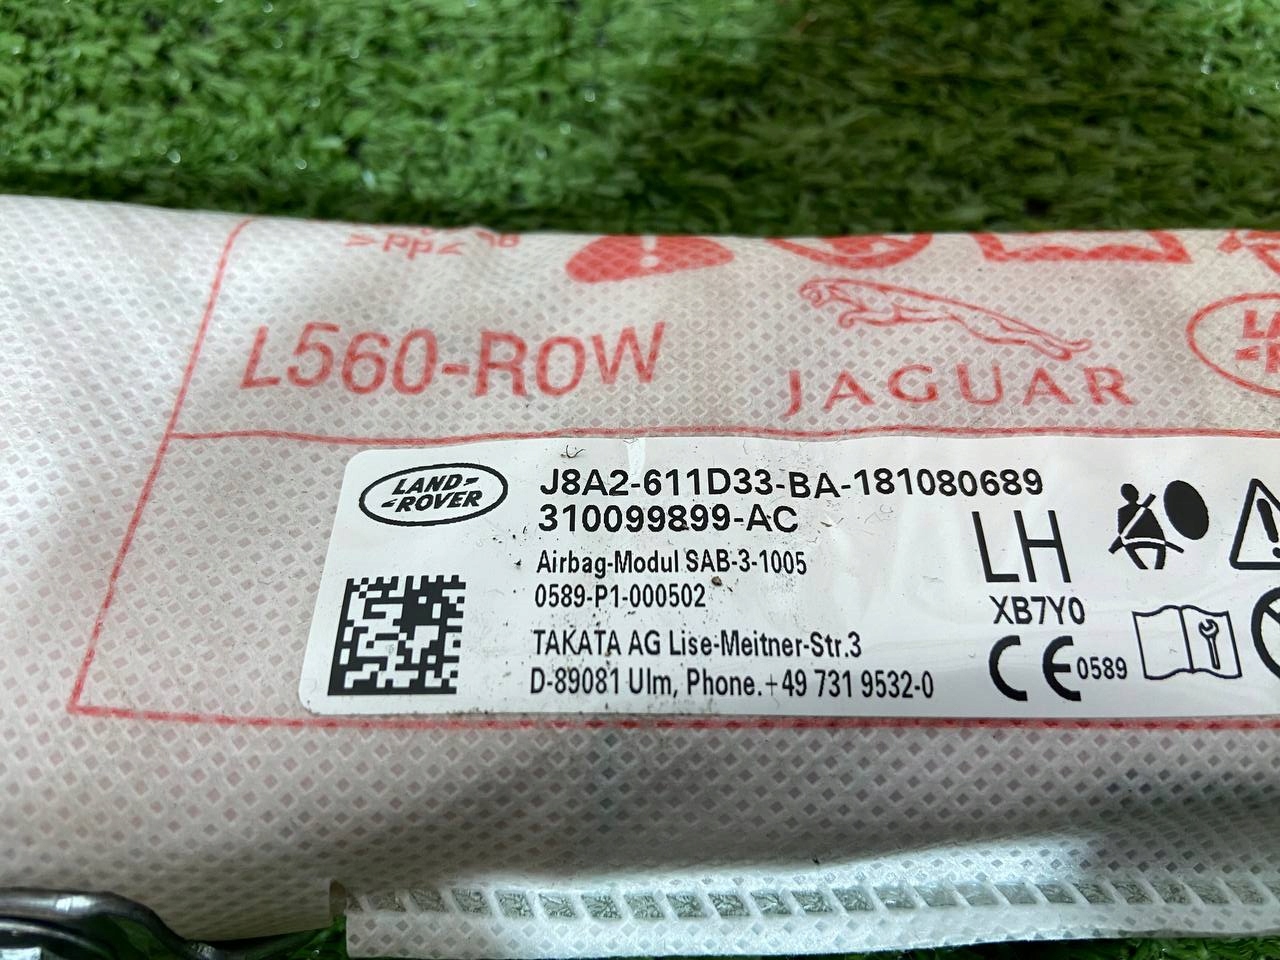 >PP<
L560-ROW
JAGUAR
LAND-
-ROVER
J8A2-611D33-BA-181080689
310099899-AC
Airbag-Modul SAB-3-1005
0589-P1-000502
TAKATA AG Lise-Meitner-Str.3
D-89081 Ulm, Phone.+49 731 9532-0
LH
XB7Y0
CE 0589